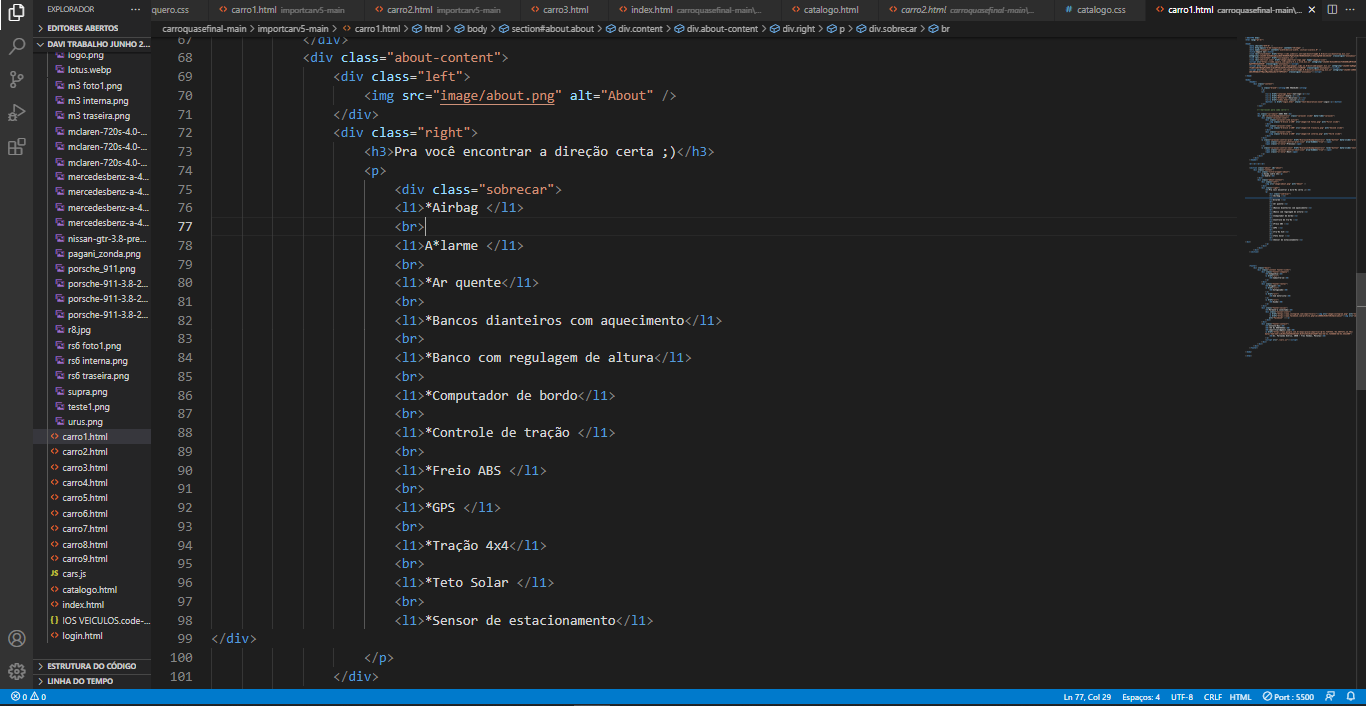 EXPLORADOR ···
quero.css
carro1.html importcarv5-main
carro2.html importcarv5-main
carro3.html
index.html carroquasefinal-main\...
catalogo.html
carro2.html carroquasefinal-main\...
# catalogo.css
carro1.html carroquasefinal-main\...
EDITORES ABERTOS
carroquasefinal-main > importcarv5-main > carro1.html > html > body > section#about.about > div.content > div.about-content > div.right > p > div.sobrecar > br
DAVI TRABALHO JUNHO 2...
logo.png
lotus.webp
m3 foto1.png
m3 interna.png
m3 traseira.png
mclaren-720s-4.0-...
mclaren-720s-4.0-...
mclaren-720s-4.0-...
mercedesbenz-a-4...
mercedesbenz-a-4...
mercedesbenz-a-4...
mercedesbenz-a-4...
nissan-gtr-3.8-pre...
pagani_zonda.png
porsche_911.png
porsche-911-3.8-2...
porsche-911-3.8-2...
porsche-911-3.8-2...
r8.jpg
rs6 foto1.png
rs6 interna.png
rs6 traseira.png
supra.png
teste1.png
urus.png
carro1.html
carro2.html
carro3.html
carro4.html
carro5.html
carro6.html
carro7.html
carro8.html
carro9.html
JS cars.js
catalogo.html
index.html
{} IOS VEICULOS.code-...
login.html
ESTRUTURA DO CÓDIGO
LINHA DO TEMPO
67 </div>
68 <div class="about-content">
69 <div class="left">
70 <img src="image/about.png" alt="About" />
71 </div>
72 <div class="right">
73 <h3>Pra você encontrar a direção certa ;)</h3>
74 <p>
75 <div class="sobrecar">
76 <l1>*Airbag </l1>
77 <br>
78 <l1>A*larme </l1>
79 <br>
80 <l1>*Ar quente</l1>
81 <br>
82 <l1>*Bancos dianteiros com aquecimento</l1>
83 <br>
84 <l1>*Banco com regulagem de altura</l1>
85 <br>
86 <l1>*Computador de bordo</l1>
87 <br>
88 <l1>*Controle de tração </l1>
89 <br>
90 <l1>*Freio ABS </l1>
91 <br>
92 <l1>*GPS </l1>
93 <br>
94 <l1>*Tração 4x4</l1>
95 <br>
96 <l1>*Teto Solar </l1>
97 <br>
98 <l1>*Sensor de estacionamento</l1>
99 </div>
100 </p>
101 </div>
0 0
Ln 77, Col 29 Espaços: 4 UTF-8 CRLF HTML Port : 5500